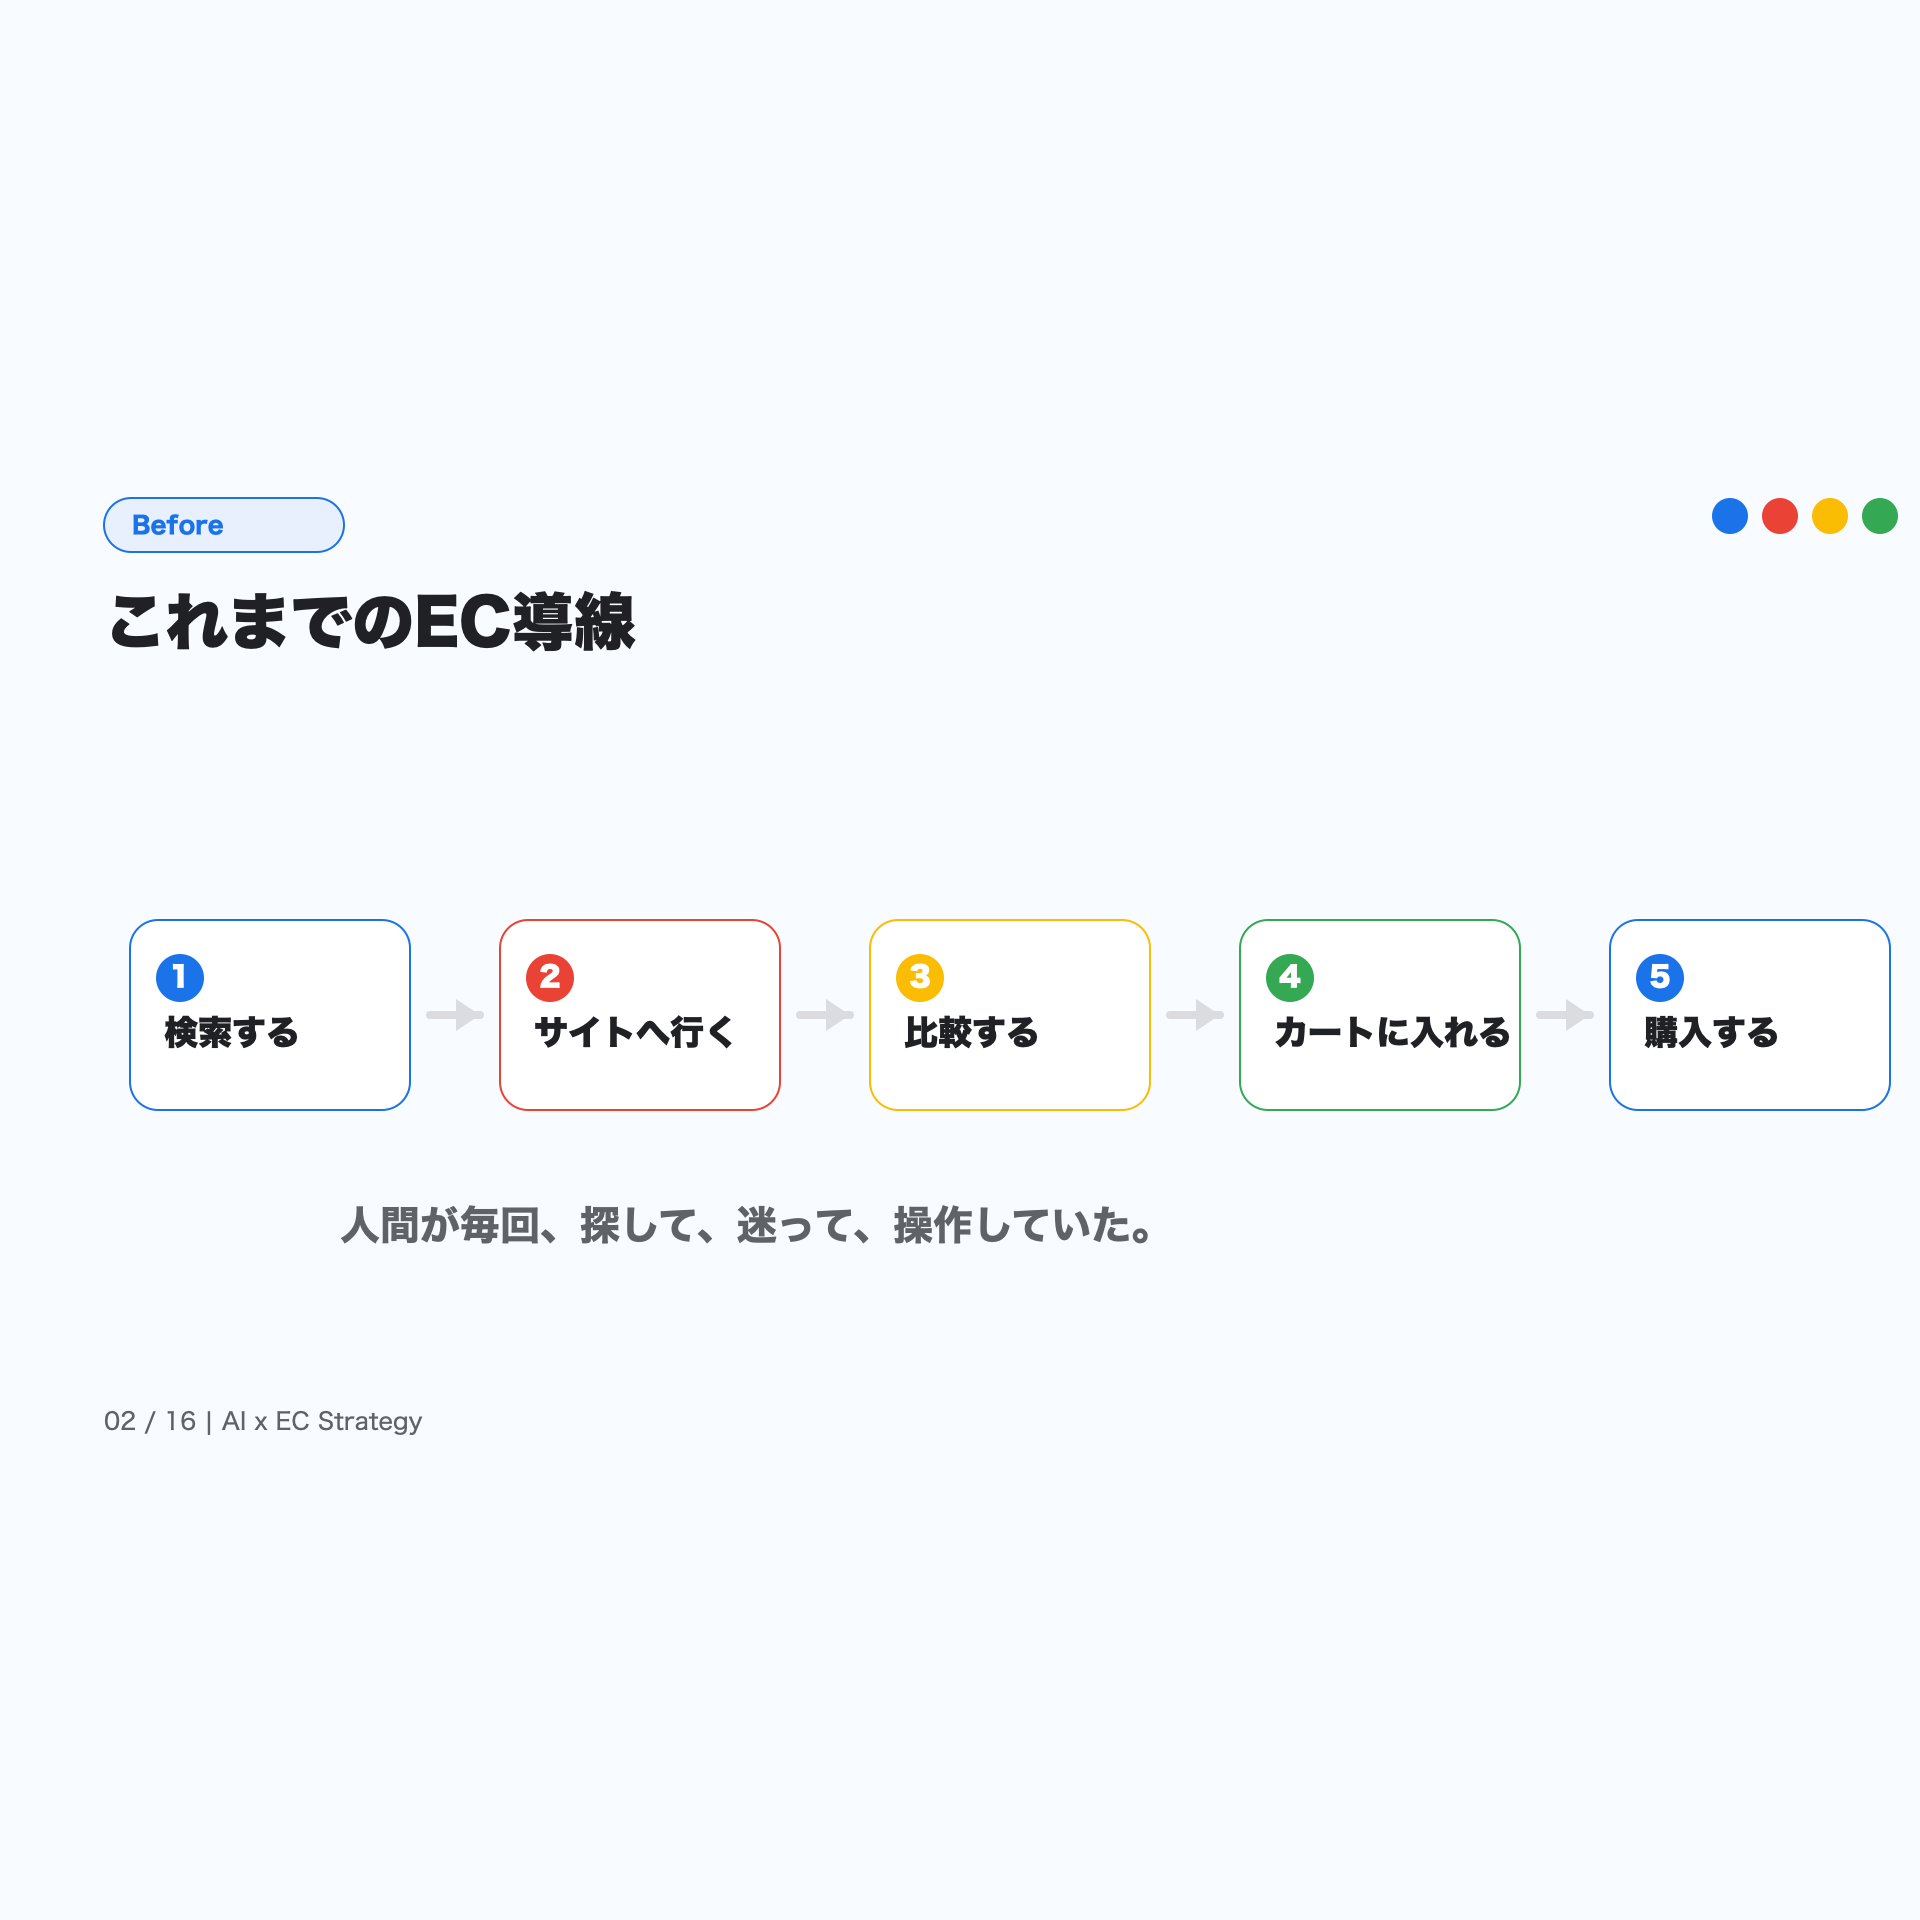 Before
これまでのEC導線
1
検索する
2
サイトへ行く
3
比較する
4
カートに入れる
5
購入する
人間が毎回、探して、迷って、操作していた。
02 / 16 | AI x EC Strategy